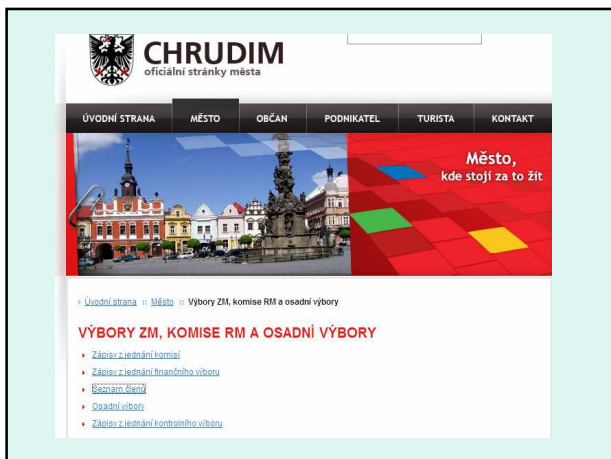 CHRUDIM
oficiální stránky města
ÚVODNÍ STRANA MĚSTO OBČAN PODNIKATEL TURISTA KONTAKT
Město,
kde stojí za to žít
› Úvodní strana :: Město :: Výbory ZM, komise RM a osadní výbory
VÝBORY ZM, KOMISE RM A OSADNÍ VÝBORY
Zápisy z jednání komisí
Zápisy z jednání finančního výboru
Seznam členů
Osadní výbory
Zápisy z jednání kontrolního výboru